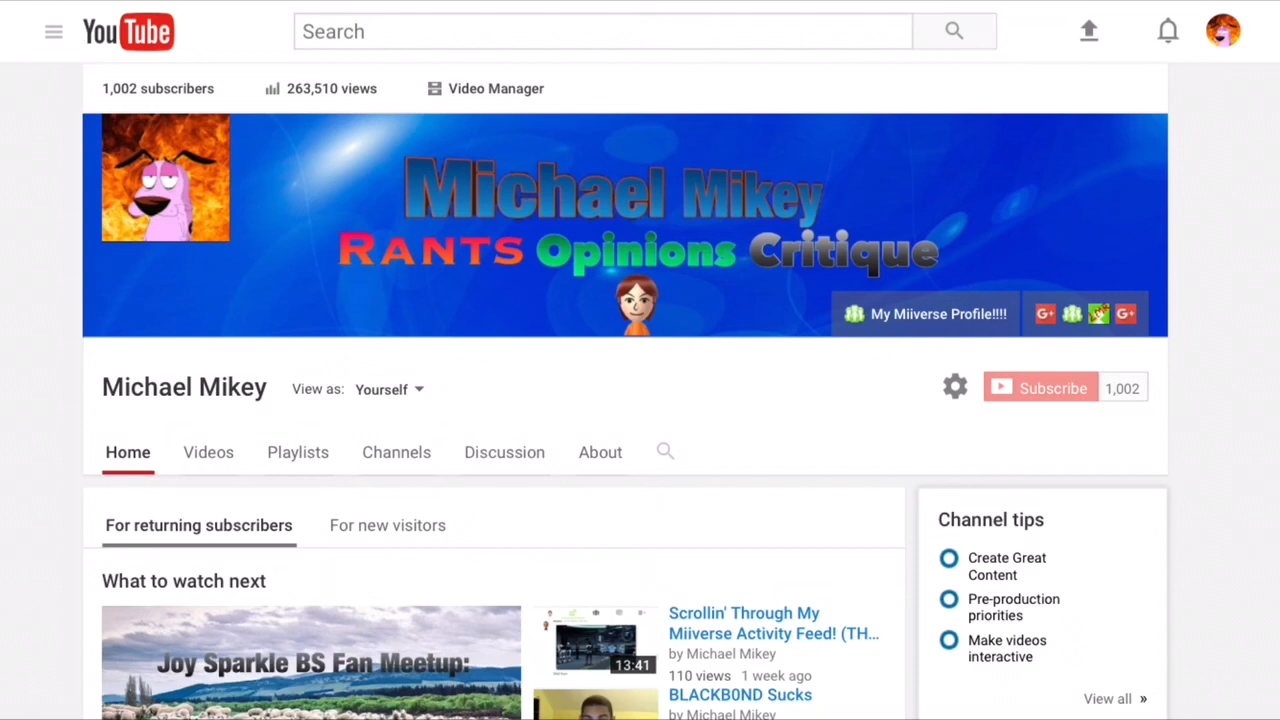 YouTube
Search
1,002 subscribers
263,510 views
Video Manager
Michael Mikey
RANTS Opinions Critique
My Miiverse Profile!!!!
G+
G+
Michael Mikey
View as: Yourself
Subscribe
1,002
Home
Videos
Playlists
Channels
Discussion
About
For returning subscribers
For new visitors
What to watch next
Joy Sparkle BS Fan Meetup:
13:41
Scrollin' Through My
Miiverse Activity Feed! (TH...
by Michael Mikey
110 views 1 week ago
BLACKB0ND Sucks
by Michael Mikey
Channel tips
Create Great
Content
Pre-production
priorities
Make videos
interactive
View all »